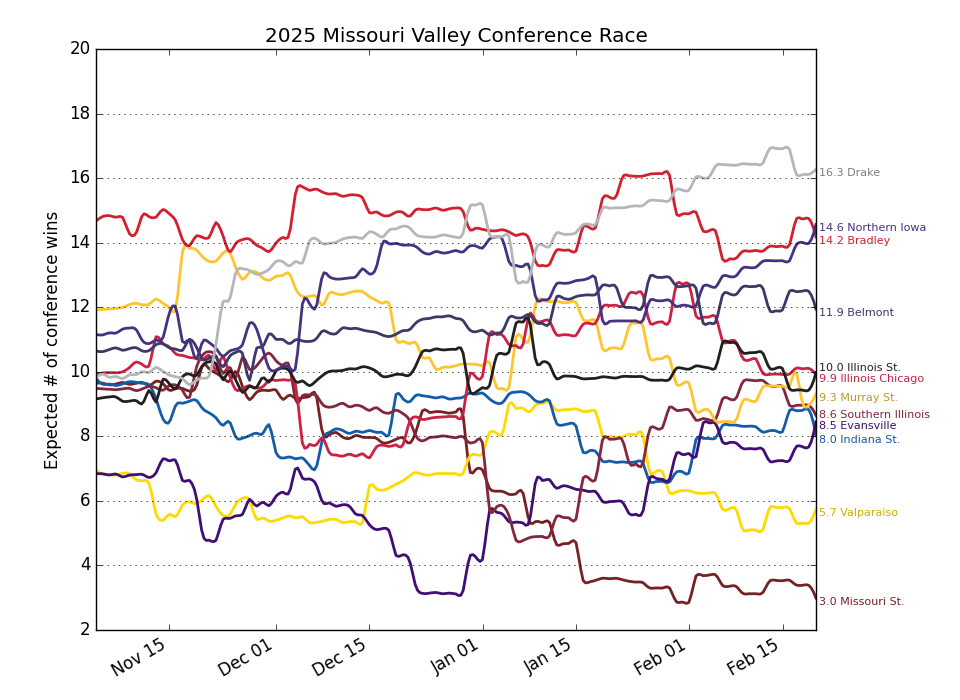 2025 Missouri Valley Conference Race
Expected # of conference wins
20
18
16
14
12
10
8
6
4
2
16.3 Drake
14.6 Northern Iowa
14.2 Bradley
11.9 Belmont
10.0 Illinois St.
9.9 Illinois Chicago
9.3 Murray St.
8.6 Southern Illinois
8.5 Evansville
8.0 Indiana St.
5.7 Valparaiso
3.0 Missouri St.
Nov 15
Dec 01
Dec 15
Jan 01
Jan 15
Feb 01
Feb 15